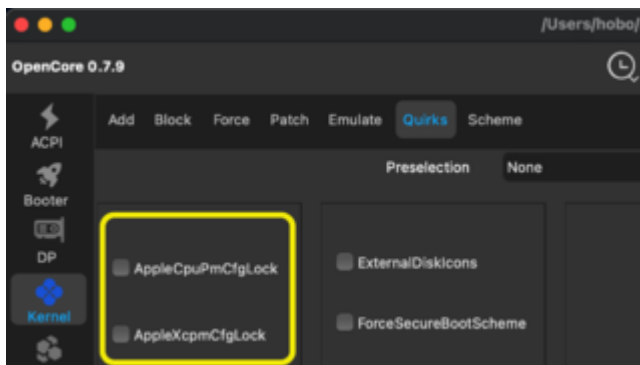 /Users/hobo/
OpenCore 0.7.9
ACPI
Add Block Force Patch Emulate Quirks Scheme
Preselection None
Booter
DP
AppleCpuPmCfgLock ExternalDiskIcons
Kernel
AppleXcpmCfgLock ForceSecureBootScheme